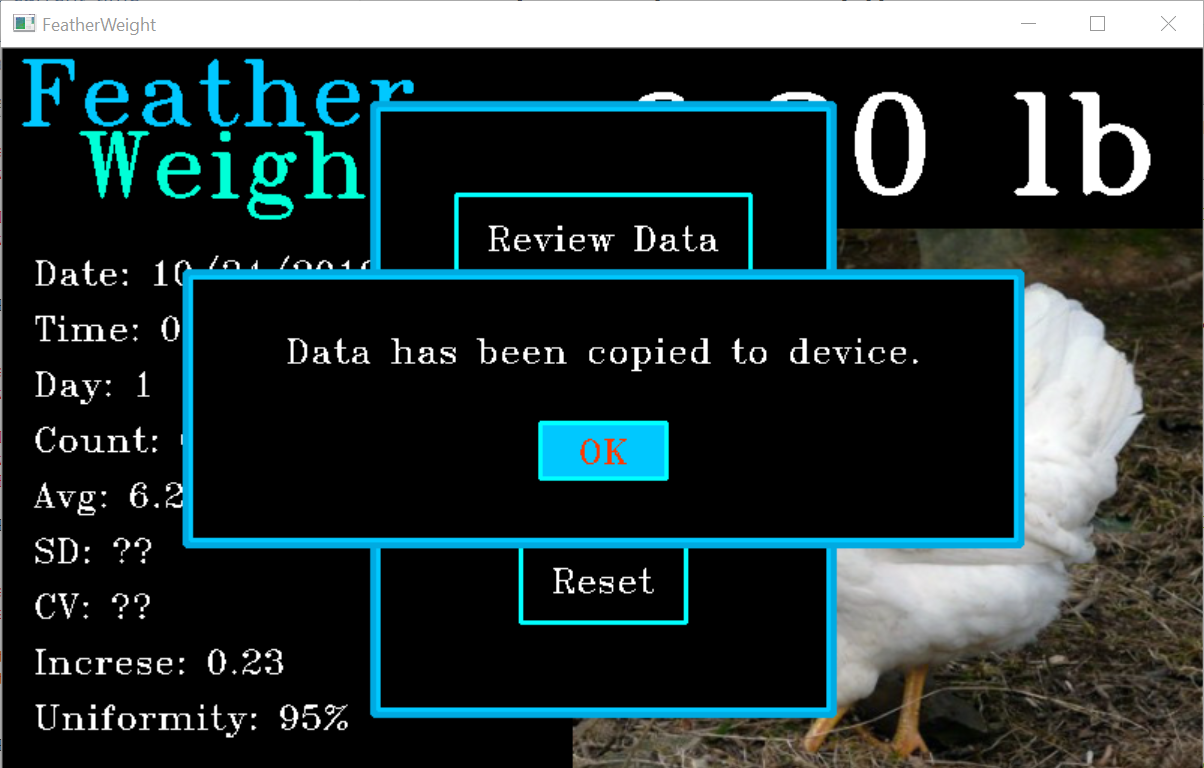 FeatherWeight
Feather
Weigh
0 lb
Review Data
Date:
Time: 0
Data has been copied to device.
Day: 1
Count:
OK
Avg: 6.2
SD: ??
Reset
CV: ??
Increse: 0.23
Uniformity: 95%